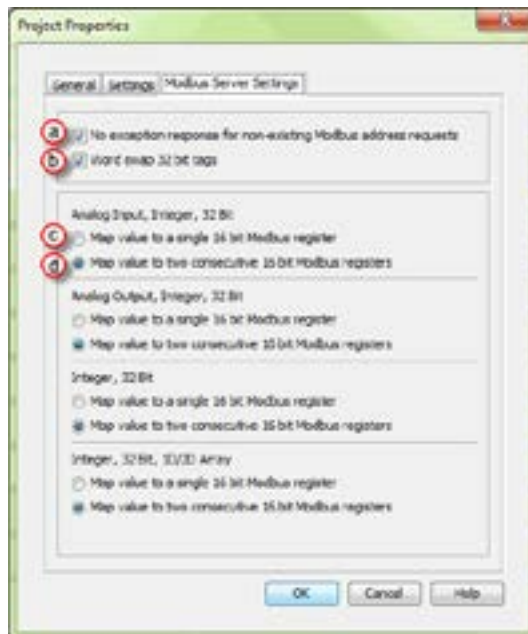 Project Properties
General Settings Modbus Server Settings
a No exception response for non-existing Modbus address requests
b Word swap 32 bit tags
Analog Input, Integer, 32 Bit
c Map value to a single 16 bit Modbus register
d Map value to two consecutive 16 bit Modbus registers
Analog Output, Integer, 32 Bit
Map value to a single 16 bit Modbus register
Map value to two consecutive 16 bit Modbus registers
Integer, 32 Bit
Map value to a single 16 bit Modbus register
Map value to two consecutive 16 bit Modbus registers
Integer, 32 Bit, 1D/2D Array
Map value to a single 16 bit Modbus register
Map value to two consecutive 16 bit Modbus registers
OK Cancel Help